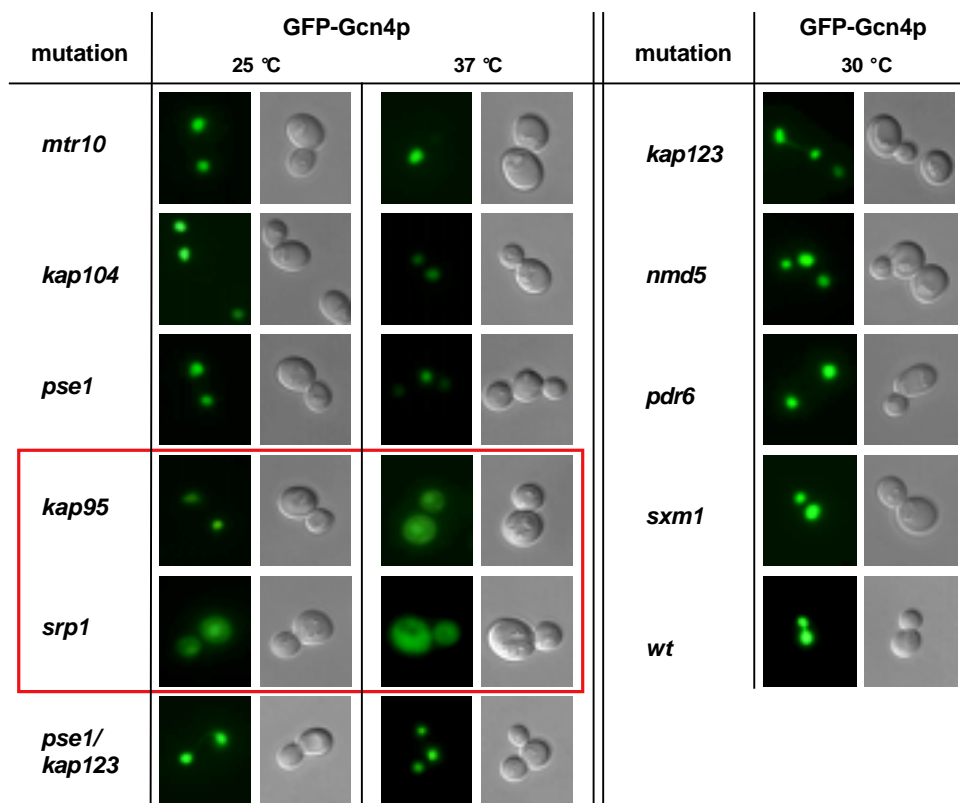 mutation
GFP-Gcn4p
25 °C
37 °C
mtr10
kap104
pse1
kap95
srp1
pse1/
kap123
mutation
GFP-Gcn4p
30 °C
kap123
nmd5
pdr6
sxm1
wt